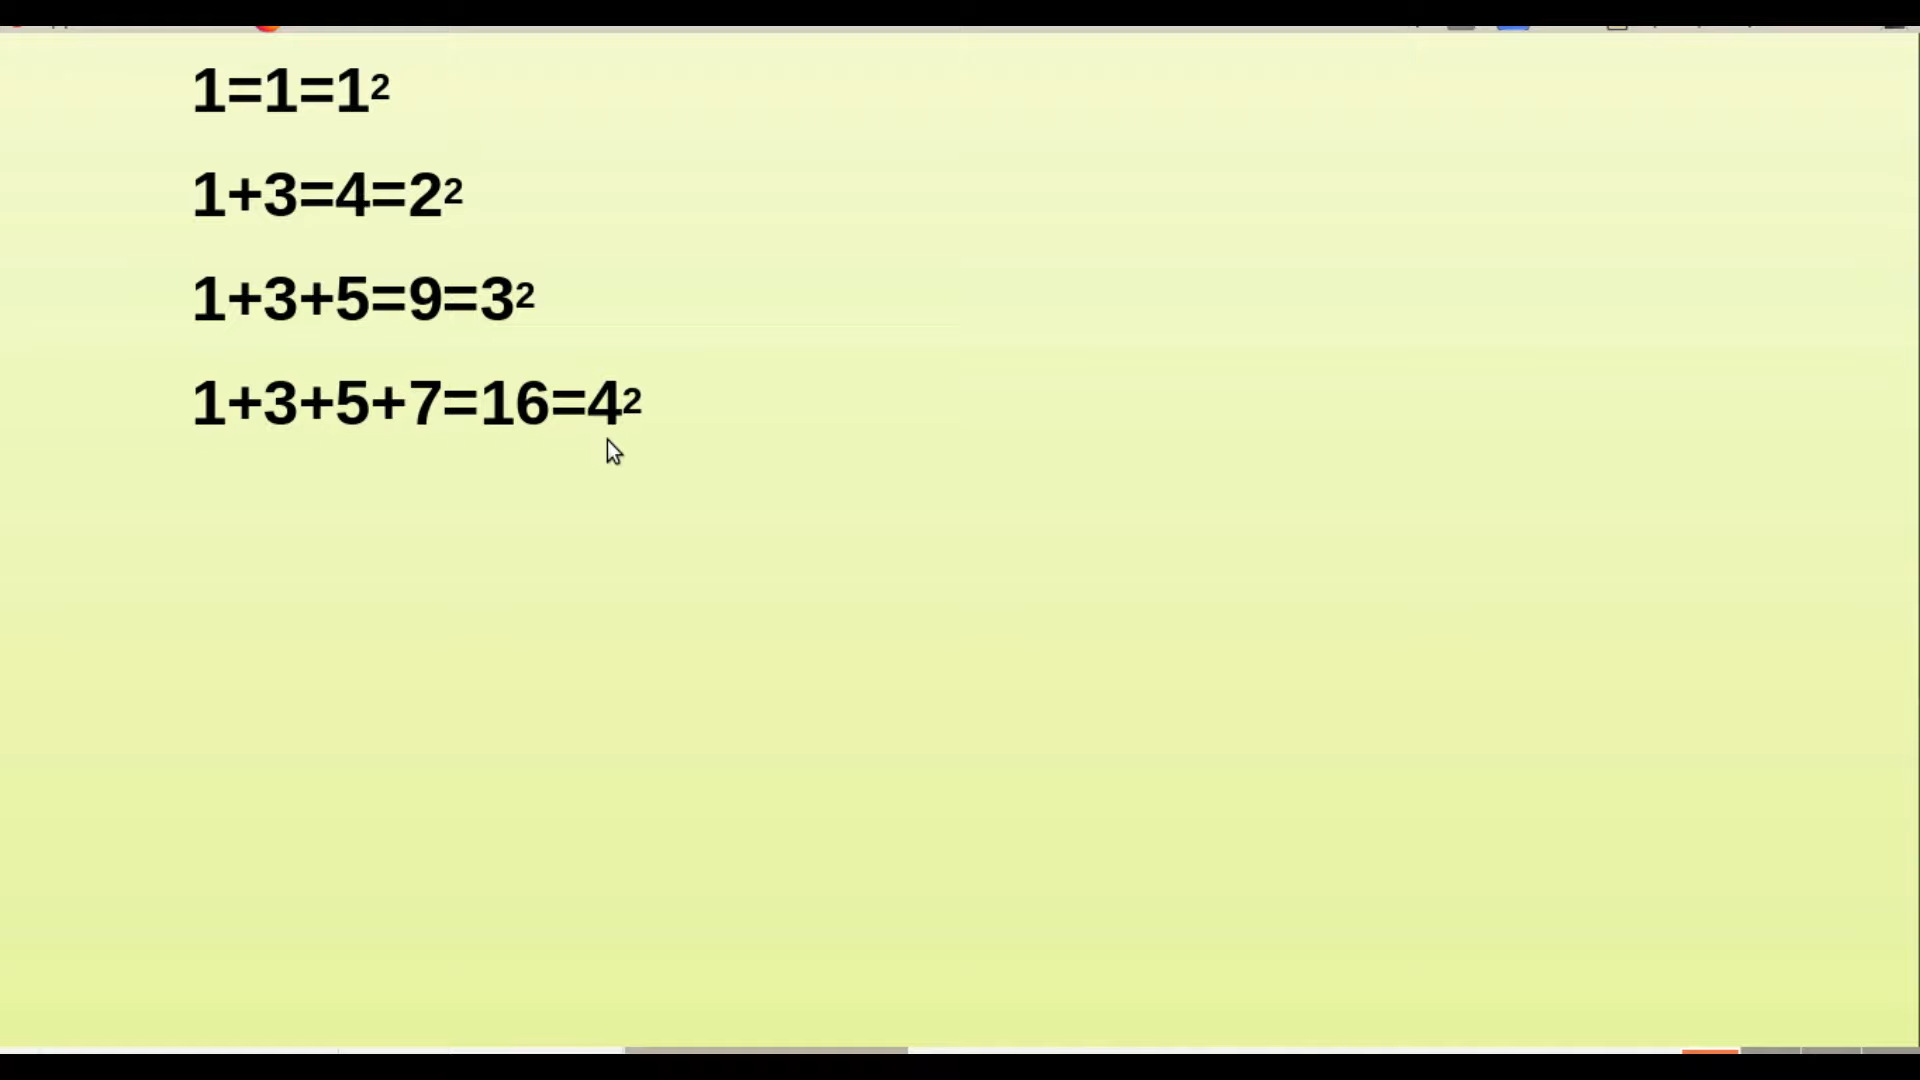 1=1=1²
1+3=4=2²
1+3+5=9=3²
1+3+5+7=16=4²